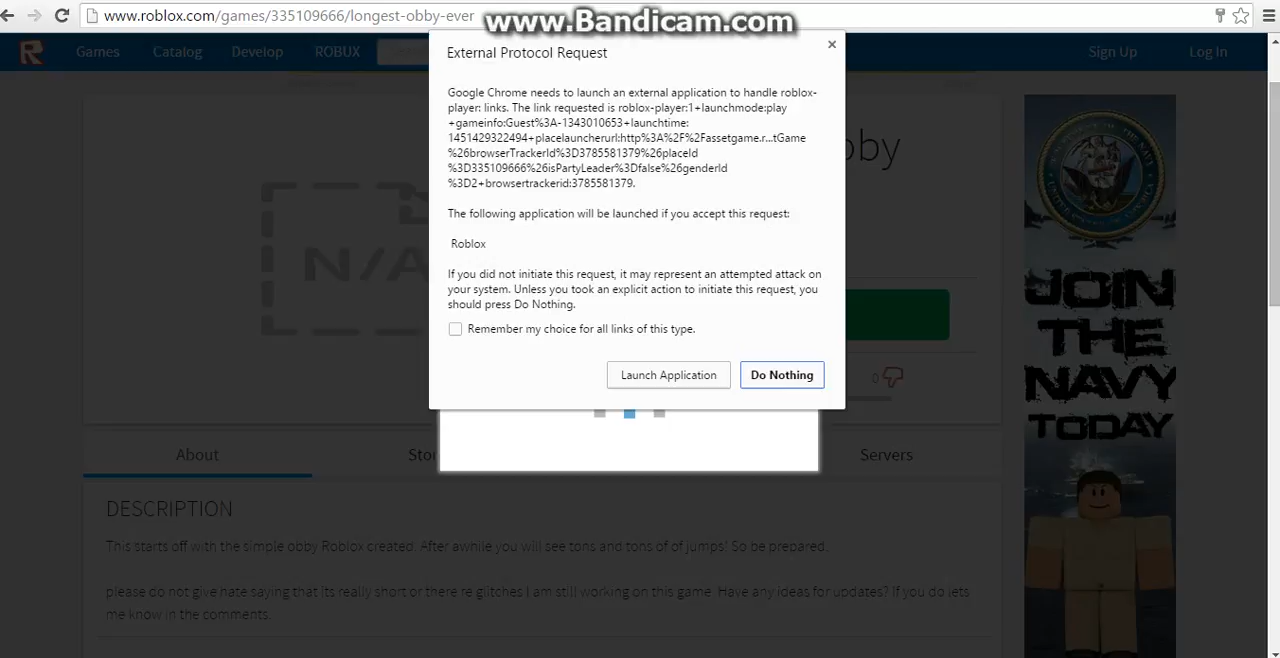 www.roblox.com/games/335109666/longest-obby-ever
www.Bandicam.com
Games Catalog Develop ROBUX Sign Up Log In
External Protocol Request
Google Chrome needs to launch an external application to handle roblox-
player: links. The link requested is roblox-player:1+launchmode:play
+gameinfo:Guest%3A-1343010653+launchtime:
1451429322494+placelauncherurl:http%3A%2F%2Fassetgame.r...tGame
%26browserTrackerId%3D3785581379%26placeId
%3D335109666%26isPartyLeader%3Dfalse%26genderId
%3D2+browsertrackerid:3785581379.
The following application will be launched if you accept this request:
Roblox
If you did not initiate this request, it may represent an attempted attack on
your system. Unless you took an explicit action to initiate this request, you
should press Do Nothing.
Remember my choice for all links of this type.
Launch Application Do Nothing
obby
N/A
0
About Servers
DESCRIPTION
This starts off with the simple obby Roblox created. After awhile you will see tons and tons of of jumps! So be prepared.
please do not give hate saying that its really short or there re glitches I am still working on this game. Have any ideas for updates? If you do lets
me know in the comments.
JOIN
THE
NAVY
TODAY